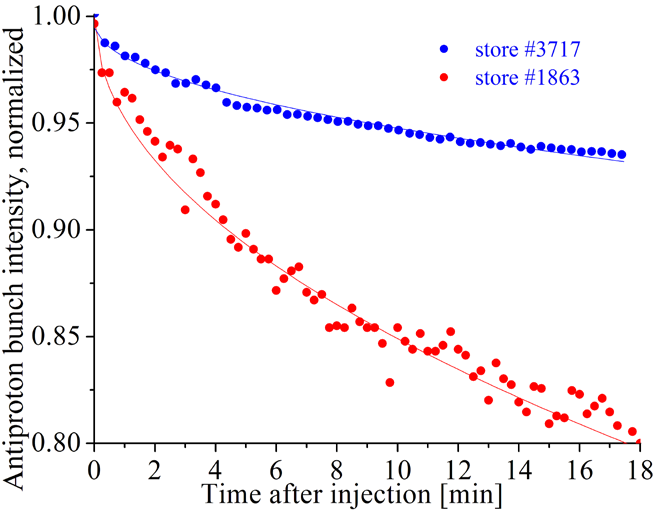 1.00
store #3717
store #1863
0.95
0.90
0.85
0.80
Antiproton bunch intensity, normalized
0 2 4 6 8 10 12 14 16 18
Time after injection [min]